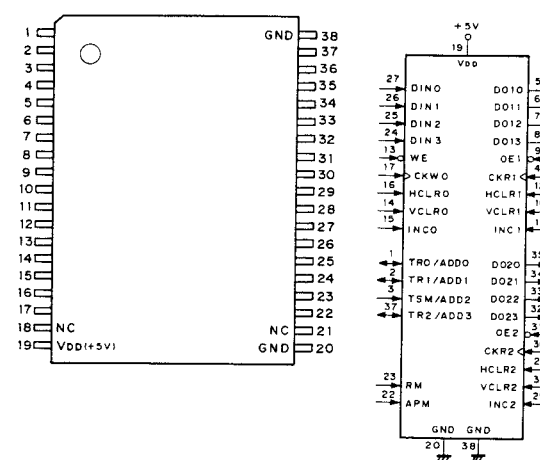 1
2
3
4
5
6
7
8
9
10
11
12
13
14
15
16
17
18 NC
19 VDD(+5V)
GND 38
37
36
35
34
33
32
31
30
29
28
27
26
25
24
23
22
NC 21
GND 20
+5V
19
VDD
27 DIN0
26 DIN1
25 DIN2
24 DIN3
13 WE
17 CKW0
16 HCLR0
14 VCLR0
15 INC0
1 TR0/ADD0
2 TR1/ADD1
3 TSM/ADD2
37 TR2/ADD3
23 RM
22 APM
DO10 5
DO11 6
DO12 7
DO13 8
OE1 9
CKR1
HCLR1
VCLR1
INC1
DO20
DO21
DO22
DO23
OE2
CKR2
HCLR2
VCLR2
INC2
GND GND
20 38